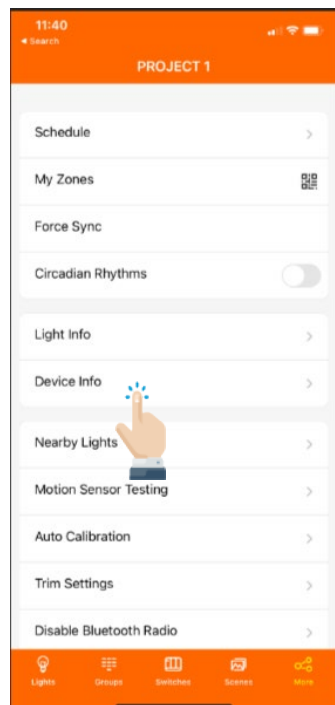 11:40
◀ Search
PROJECT 1
Schedule
My Zones
Force Sync
Circadian Rhythms
Light Info
Device Info
Nearby Lights
Motion Sensor Testing
Auto Calibration
Trim Settings
Disable Bluetooth Radio
Lights Groups Switches Scenes More